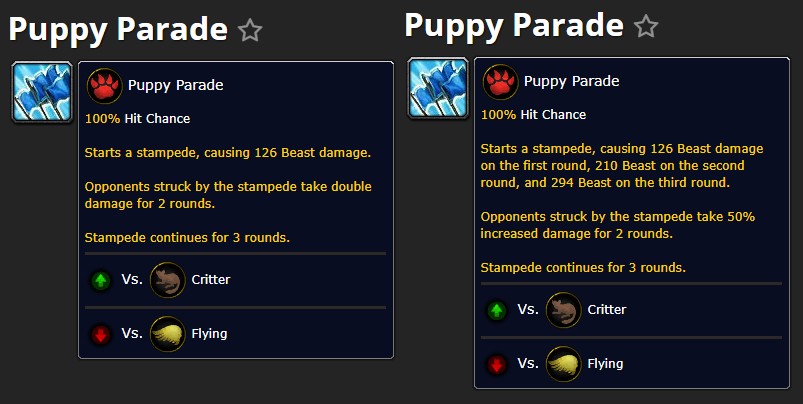 Puppy Parade
Puppy Parade
100% Hit Chance
Starts a stampede, causing 126 Beast damage.
Opponents struck by the stampede take double
damage for 2 rounds.
Stampede continues for 3 rounds.
Vs. Critter
Vs. Flying
Puppy Parade
Puppy Parade
100% Hit Chance
Starts a stampede, causing 126 Beast damage
on the first round, 210 Beast on the second
round, and 294 Beast on the third round.
Opponents struck by the stampede take 50%
increased damage for 2 rounds.
Stampede continues for 3 rounds.
Vs. Critter
Vs. Flying